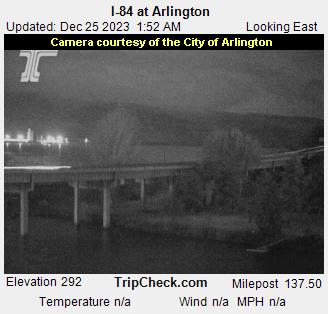 I-84 at Arlington
Updated: Dec 25 2023 1:52 AM Looking East
Camera courtesy of the City of Arlington
Elevation 292 TripCheck.com Milepost 137.50
Temperature n/a Wind n/a MPH n/a